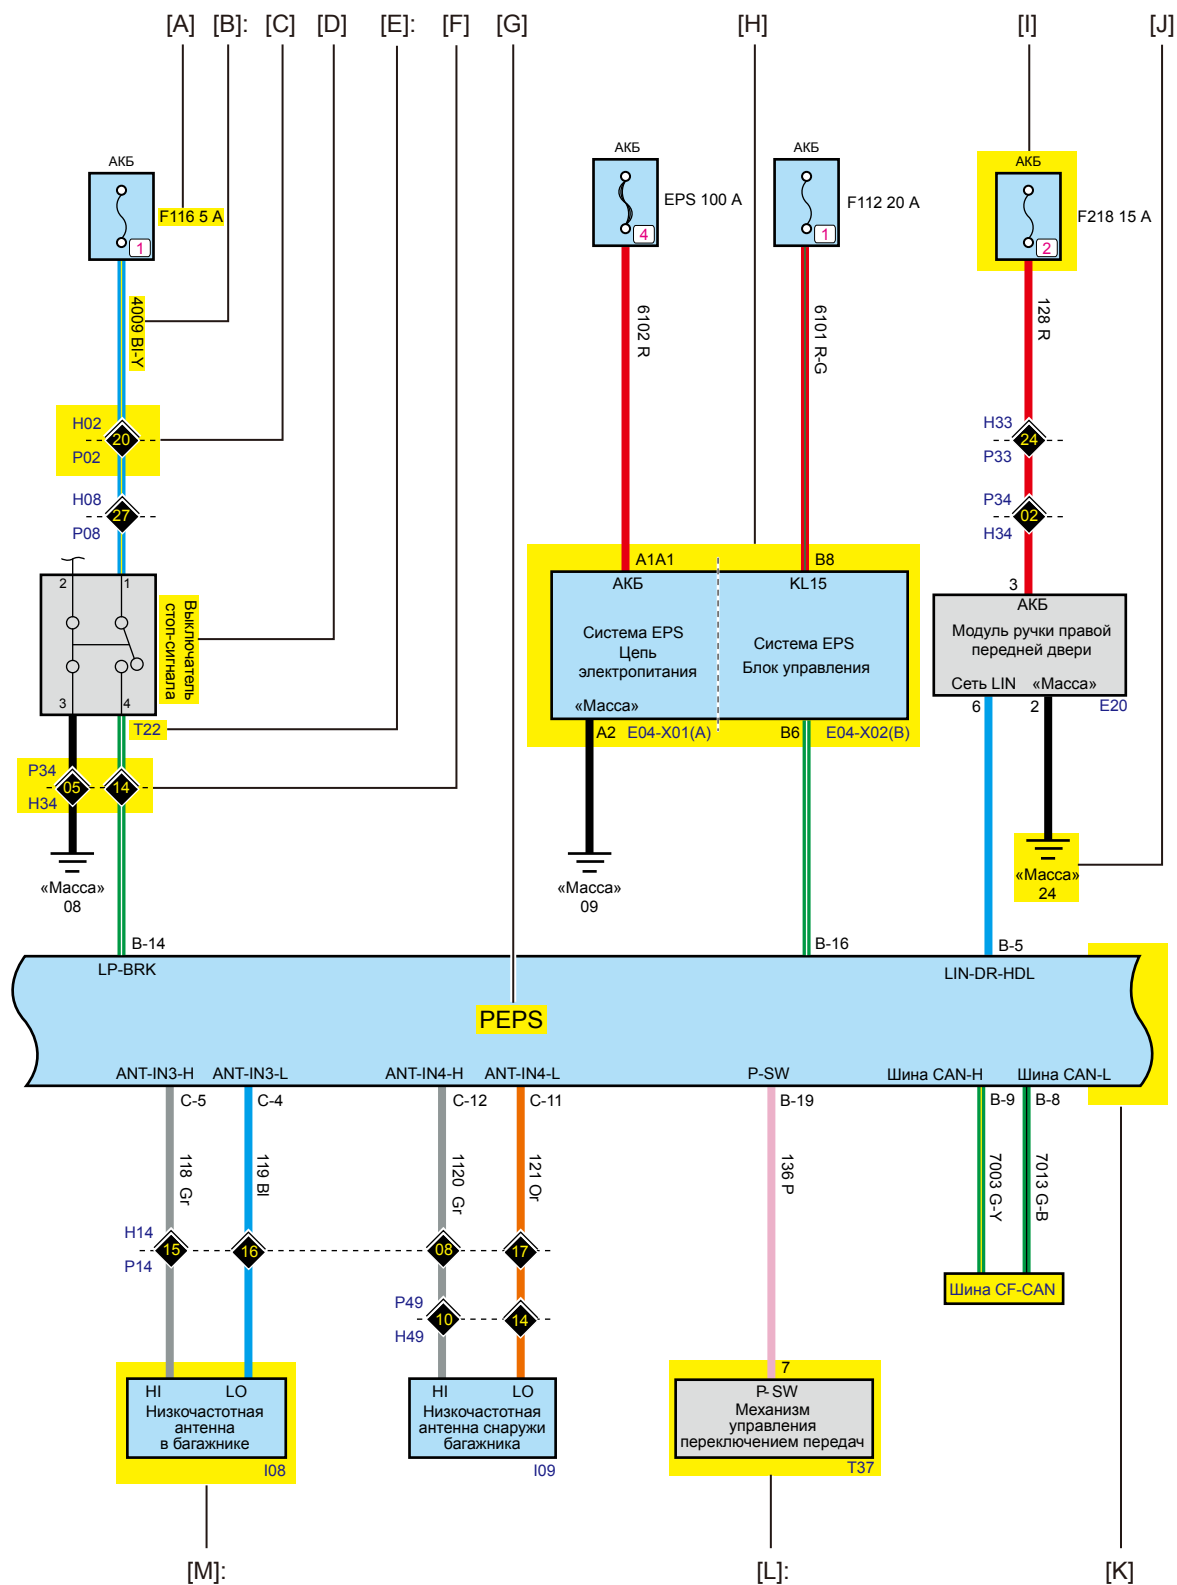 [A] [B]: [C] [D] [E]: [F] [G] [H] [I] [J]
АКБ АКБ АКБ АКБ
F116 5 A EPS 100 A F112 20 A F218 15 A
1 4 1 2
4009 Bl-Y 6102 R 6101 R-G 128 R
H02 20 H33 24
P02 P33
H08 27 P34 02
P08 H34
A1A1 B8
2 1 АКБ KL15 3
АКБ
Выключатель
стоп-сигнала
Система EPS
Цепь
электропитания
Система EPS
Блок управления
Модуль ручки правой
передней двери
Сеть LIN «Масса»
3 4 «Масса» 6 2 E20
T22 A2 E04-X01(A) B6 E04-X02(B)
P34 05 14
H34
«Масса»
08
«Масса»
09
«Масса»
24
B-14 B-16 B-5
LP-BRK LIN-DR-HDL
PEPS
ANT-IN3-H ANT-IN3-L ANT-IN4-H ANT-IN4-L P-SW Шина CAN-H Шина CAN-L
C-5 C-4 C-12 C-11 B-19 B-9 B-8
118 Gr 119 Bl 1120 Gr 121 Or 136 P 7003 G-Y 7013 G-B
H14 15 16 08 17
P14
Шина CF-CAN
P49 10 14
H49
7
HI LO HI LO P-SW
Низкочастотная
антенна
в багажнике
Низкочастотная
антенна снаружи
багажника
Механизм
управления
переключением передач
I08 I09 T37
[M]: [L]: [K]